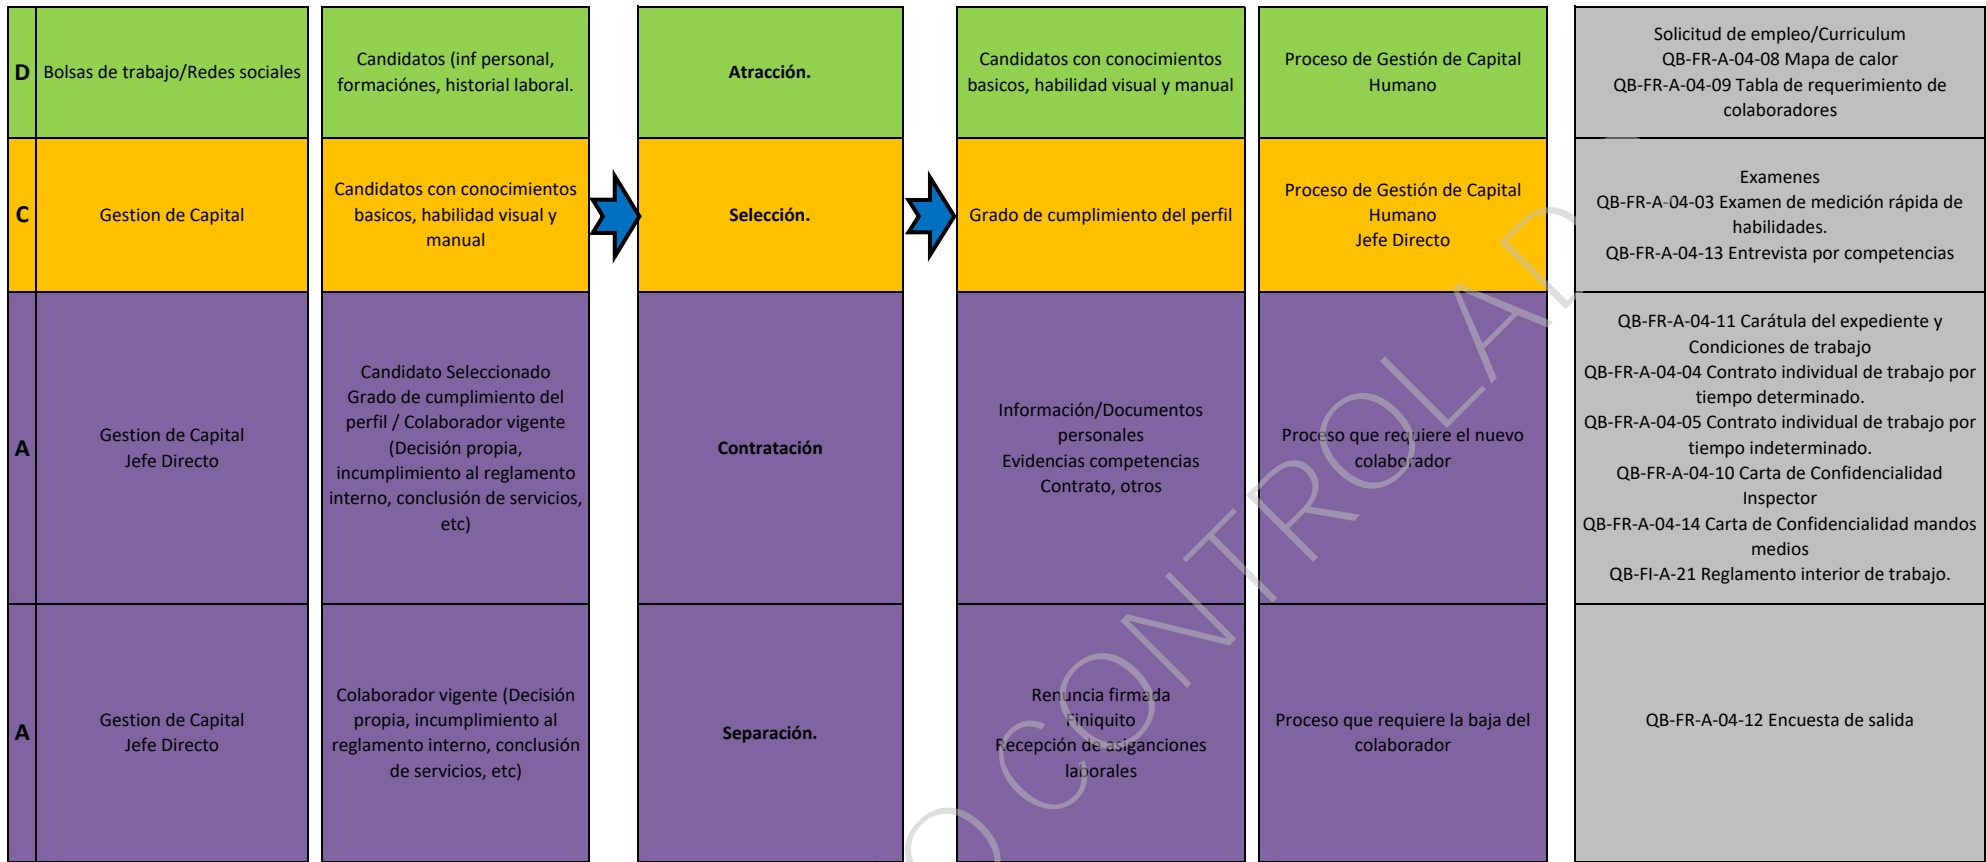 D
Bolsas de trabajo/Redes sociales
Candidatos (inf personal,
formaciónes, historial laboral.
Atracción.
Candidatos con conocimientos
basicos, habilidad visual y manual
Proceso de Gestión de Capital
Humano
Solicitud de empleo/Curriculum
QB-FR-A-04-08 Mapa de calor
QB-FR-A-04-09 Tabla de requerimiento de
colaboradores
C
Gestion de Capital
Candidatos con conocimientos
basicos, habilidad visual y
manual
Selección.
Grado de cumplimiento del perfil
Proceso de Gestión de Capital
Humano
Jefe Directo
Examenes
QB-FR-A-04-03 Examen de medición rápida de
habilidades.
QB-FR-A-04-13 Entrevista por competencias
A
Gestion de Capital
Jefe Directo
Candidato Seleccionado
Grado de cumplimiento del
perfil / Colaborador vigente
(Decisión propia,
incumplimiento al reglamento
interno, conclusión de servicios,
etc)
Contratación
Información/Documentos
personales
Evidencias competencias
Contrato, otros
Proceso que requiere el nuevo
colaborador
QB-FR-A-04-11 Carátula del expediente y
Condiciones de trabajo
QB-FR-A-04-04 Contrato individual de trabajo por
tiempo determinado.
QB-FR-A-04-05 Contrato individual de trabajo por
tiempo indeterminado.
QB-FR-A-04-10 Carta de Confidencialidad
Inspector
QB-FR-A-04-14 Carta de Confidencialidad mandos
medios
QB-FI-A-21 Reglamento interior de trabajo.
A
Gestion de Capital
Jefe Directo
Colaborador vigente (Decisión
propia, incumplimiento al
reglamento interno, conclusión
de servicios, etc)
Separación.
Renuncia firmada
Finiquito
Recepción de asiganciones
laborales
Proceso que requiere la baja del
colaborador
QB-FR-A-04-12 Encuesta de salida
O CONTROLAD